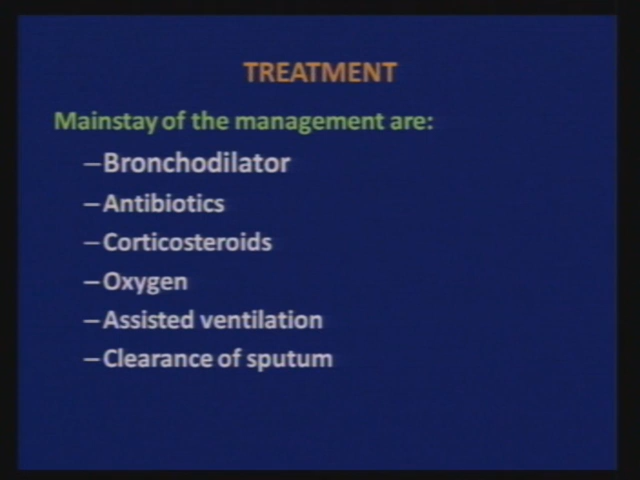 TREATMENT
Mainstay of the management are:
–Bronchodilator
–Antibiotics
–Corticosteroids
–Oxygen
–Assisted ventilation
–Clearance of sputum